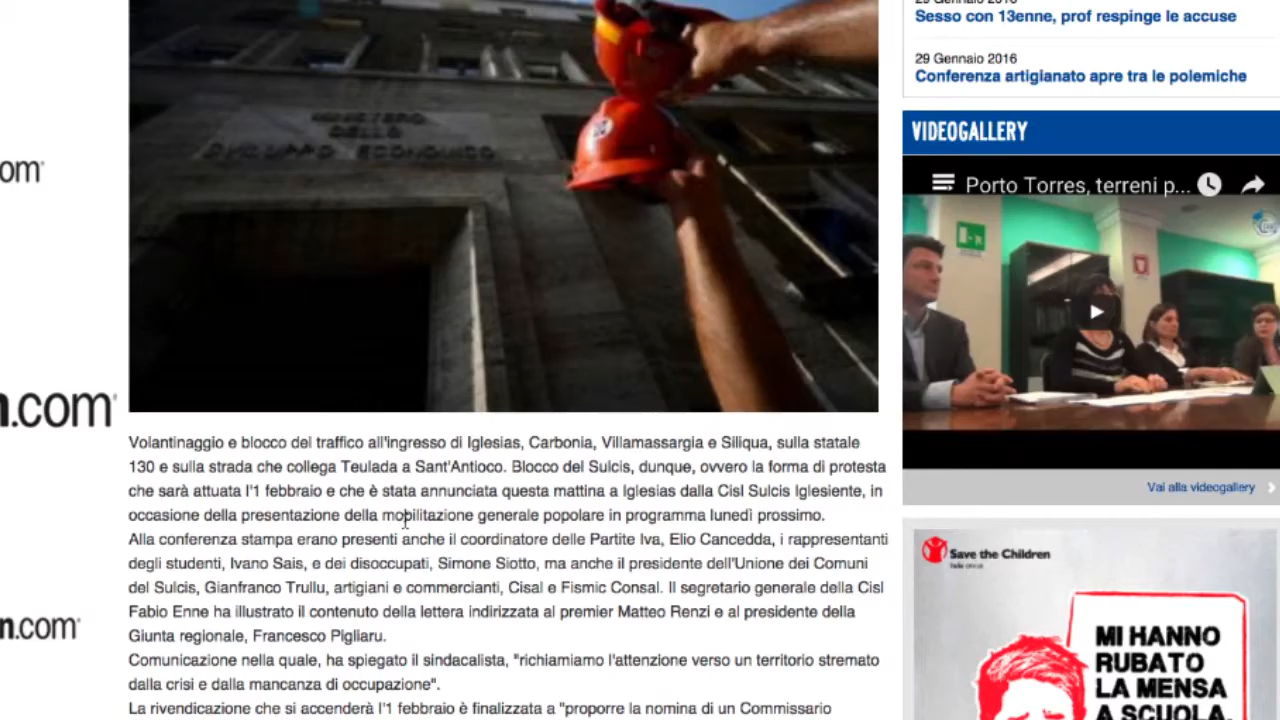 29 Gennaio 2016
Sesso con 13enne, prof respinge le accuse
29 Gennaio 2016
Conferenza artigianato apre tra le polemiche
VIDEOGALLERY
Porto Torres, terreni p...
Vai alla videogallery
Save the Children
MI HANNO
RUBATO
LA MENSA
A SCUOLA.
om
.com
n.com
MINISTERO
DELLO
SVILUPPO ECONOMICO
Volantinaggio e blocco del traffico all'ingresso di Iglesias, Carbonia, Villamassargia e Siliqua, sulla statale
130 e sulla strada che collega Teulada a Sant'Antioco. Blocco del Sulcis, dunque, ovvero la forma di protesta
che sarà attuata l'1 febbraio e che è stata annunciata questa mattina a Iglesias dalla Cisl Sulcis Iglesiente, in
occasione della presentazione della mobilitazione generale popolare in programma lunedì prossimo.
Alla conferenza stampa erano presenti anche il coordinatore delle Partite Iva, Elio Cancedda, i rappresentanti
degli studenti, Ivano Sais, e dei disoccupati, Simone Siotto, ma anche il presidente dell'Unione dei Comuni
del Sulcis, Gianfranco Trullu, artigiani e commercianti, Cisal e Fismic Consal. Il segretario generale della Cisl
Fabio Enne ha illustrato il contenuto della lettera indirizzata al premier Matteo Renzi e al presidente della
Giunta regionale, Francesco Pigliaru.
Comunicazione nella quale, ha spiegato il sindacalista, "richiamiamo l'attenzione verso un territorio stremato
dalla crisi e dalla mancanza di occupazione".
La rivendicazione che si accenderà l'1 febbraio è finalizzata a "proporre la nomina di un Commissario